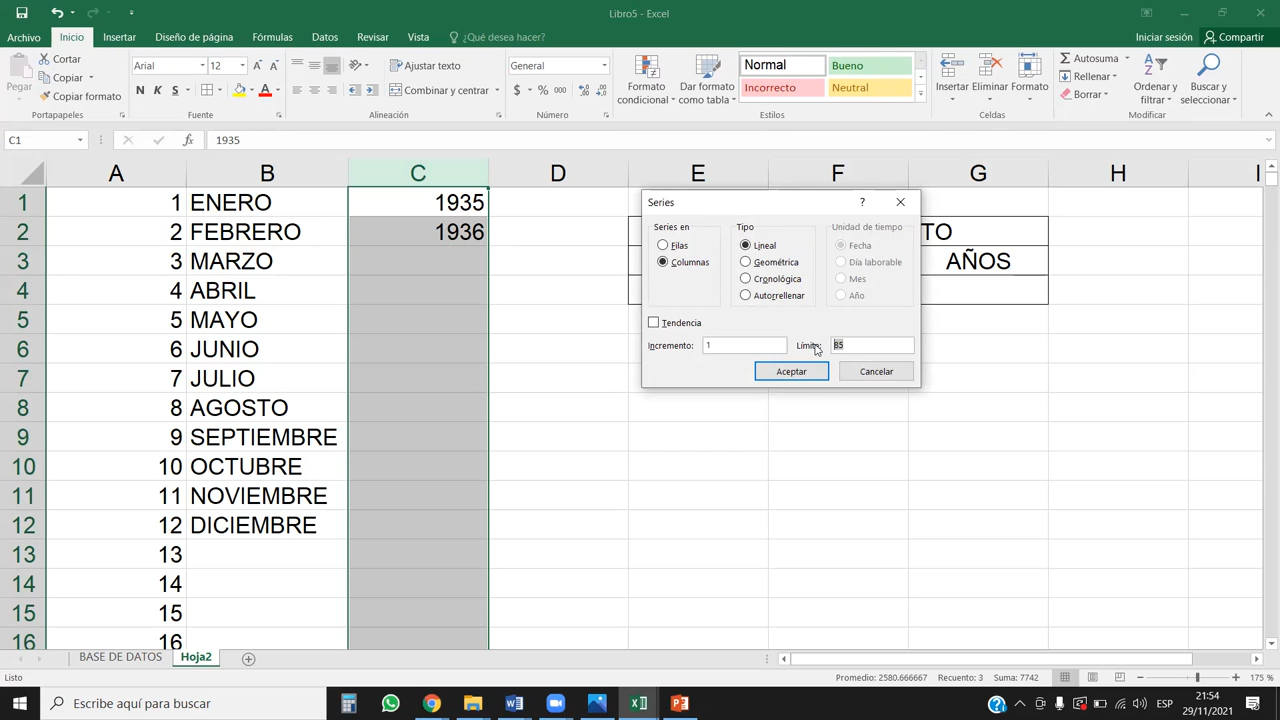 Libro5 - Excel
Archivo Inicio Insertar Diseño de página Fórmulas Datos Revisar Vista ¿Qué desea hacer? Iniciar sesión Compartir
Pegar
Cortar
Copiar
Copiar formato
Portapapeles
Arial 12
N K S
Fuente
Ajustar texto
Combinar y centrar
Alineación
General
$ % 000
Número
Formato condicional
Dar formato como tabla
Normal Bueno
Incorrecto Neutral
Estilos
Insertar Eliminar Formato
Celdas
Autosuma
Rellenar
Borrar
Ordenar y filtrar
Buscar y seleccionar
Modificar
C1 fx 1935
A B C D E F G H I
1 1 ENERO 1935
2 2 FEBRERO 1936 TO
3 3 MARZO AÑOS
4 4 ABRIL
5 5 MAYO
6 6 JUNIO
7 7 JULIO
8 8 AGOSTO
9 9 SEPTIEMBRE
10 10 OCTUBRE
11 11 NOVIEMBRE
12 12 DICIEMBRE
13 13
14 14
15 15
16 16
Series ?
Series en
Filas
Columnas
Tipo
Lineal
Geométrica
Cronológica
Autorrellenar
Unidad de tiempo
Fecha
Día laborable
Mes
Año
Tendencia
Incremento: 1 Límite: 85
Aceptar Cancelar
BASE DE DATOS Hoja2
Listo Promedio: 2580.666667 Recuento: 3 Suma: 7742 175 %
Escribe aquí para buscar
ESP
21:54
29/11/2021